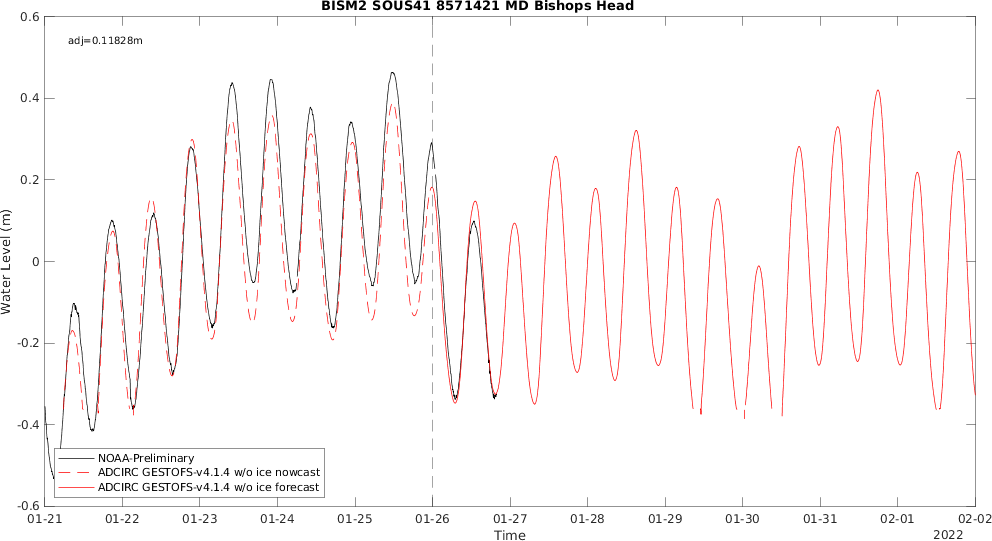 BISM2 SOUS41 8571421 MD Bishops Head
adj=0.11828m
0.6
0.4
0.2
0
-0.2
-0.4
-0.6
Water Level (m)
NOAA-Preliminary
ADCIRC GESTOFS-v4.1.4 w/o ice nowcast
ADCIRC GESTOFS-v4.1.4 w/o ice forecast
01-21 01-22 01-23 01-24 01-25 01-26 01-27 01-28 01-29 01-30 01-31 02-01 02-02
Time
2022